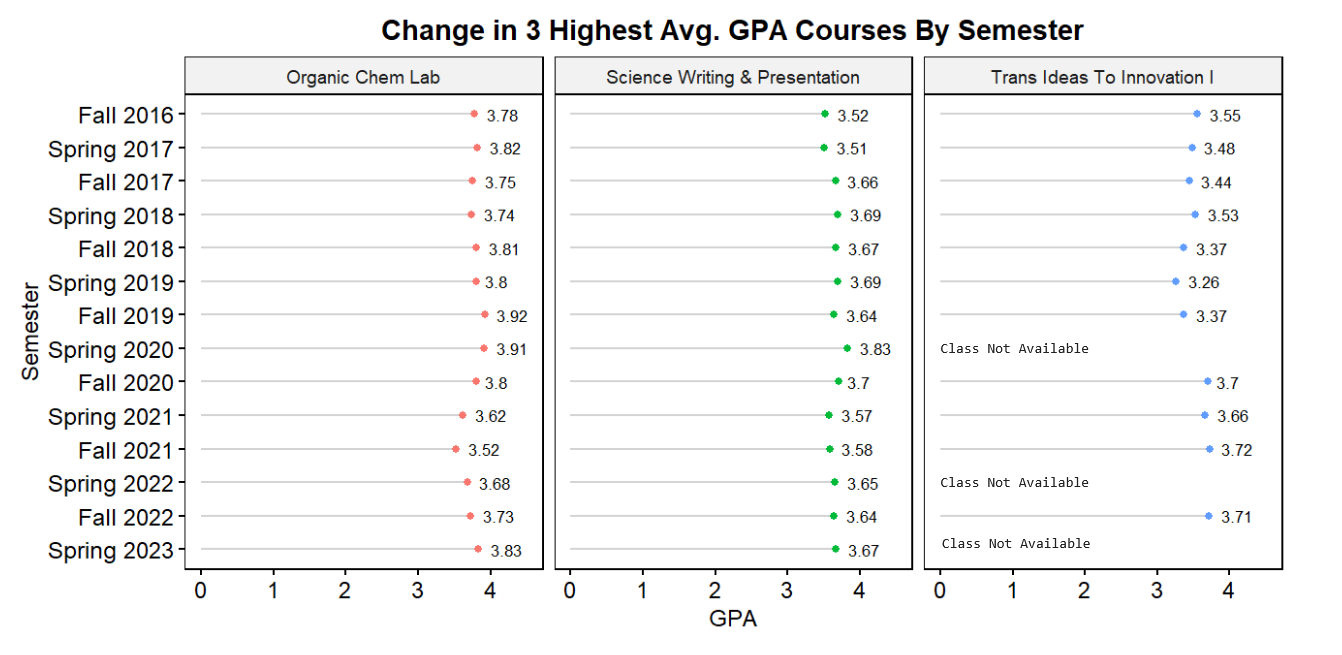 Change in 3 Highest Avg. GPA Courses By Semester
Organic Chem Lab Science Writing & Presentation Trans Ideas To Innovation I
Semester
Fall 2016 3.78 3.52 3.55
Spring 2017 3.82 3.51 3.48
Fall 2017 3.75 3.66 3.44
Spring 2018 3.74 3.69 3.53
Fall 2018 3.81 3.67 3.37
Spring 2019 3.8 3.69 3.26
Fall 2019 3.92 3.64 3.37
Spring 2020 3.91 3.83 Class Not Available
Fall 2020 3.8 3.7 3.7
Spring 2021 3.62 3.57 3.66
Fall 2021 3.52 3.58 3.72
Spring 2022 3.68 3.65 Class Not Available
Fall 2022 3.73 3.64 3.71
Spring 2023 3.83 3.67 Class Not Available
0 1 2 3 4 0 1 2 3 4 0 1 2 3 4
GPA